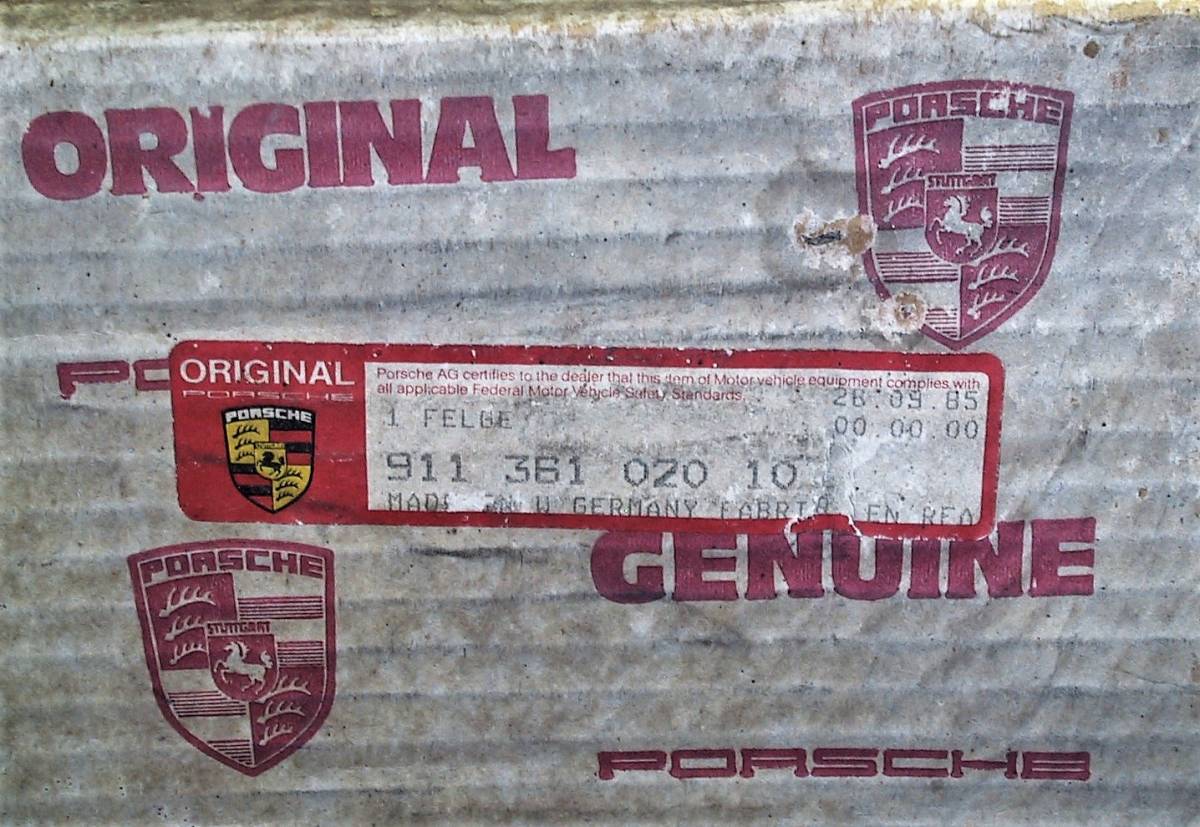 ORIGINAL
PORSCHE
STUTTGART
ORIGINAL
PORSCHE
PORSCHE
Porsche AG certifies to the dealer that this item of Motor vehicle equipment complies with
all applicable Federal Motor Vehicle Safety Standards.
26.09.85
1 FELGE
00.00.00
911 361 020 10
W GERMANY
GENUINE
PORSCHE
STUTTGART
PORSCHE